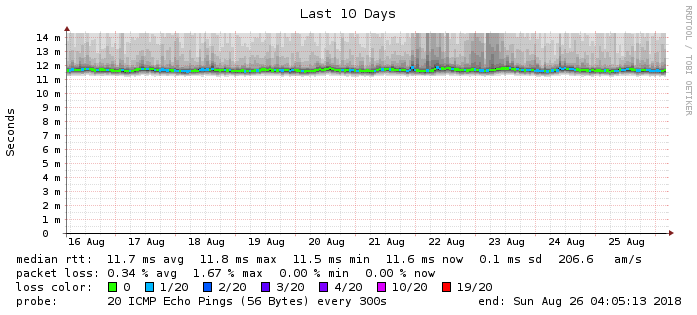 Last 10 Days
RRDTOOL / TOBI OETIKER
Seconds
14 m
13 m
12 m
11 m
10 m
9 m
8 m
7 m
6 m
5 m
4 m
3 m
2 m
1 m
0
16 Aug 17 Aug 18 Aug 19 Aug 20 Aug 21 Aug 22 Aug 23 Aug 24 Aug 25 Aug
median rtt: 11.7 ms avg 11.8 ms max 11.5 ms min 11.6 ms now 0.1 ms sd 206.6 am/s
packet loss: 0.34 % avg 1.67 % max 0.00 % min 0.00 % now
loss color: 0 1/20 2/20 3/20 4/20 10/20 19/20
probe: 20 ICMP Echo Pings (56 Bytes) every 300s end: Sun Aug 26 04:05:13 2018